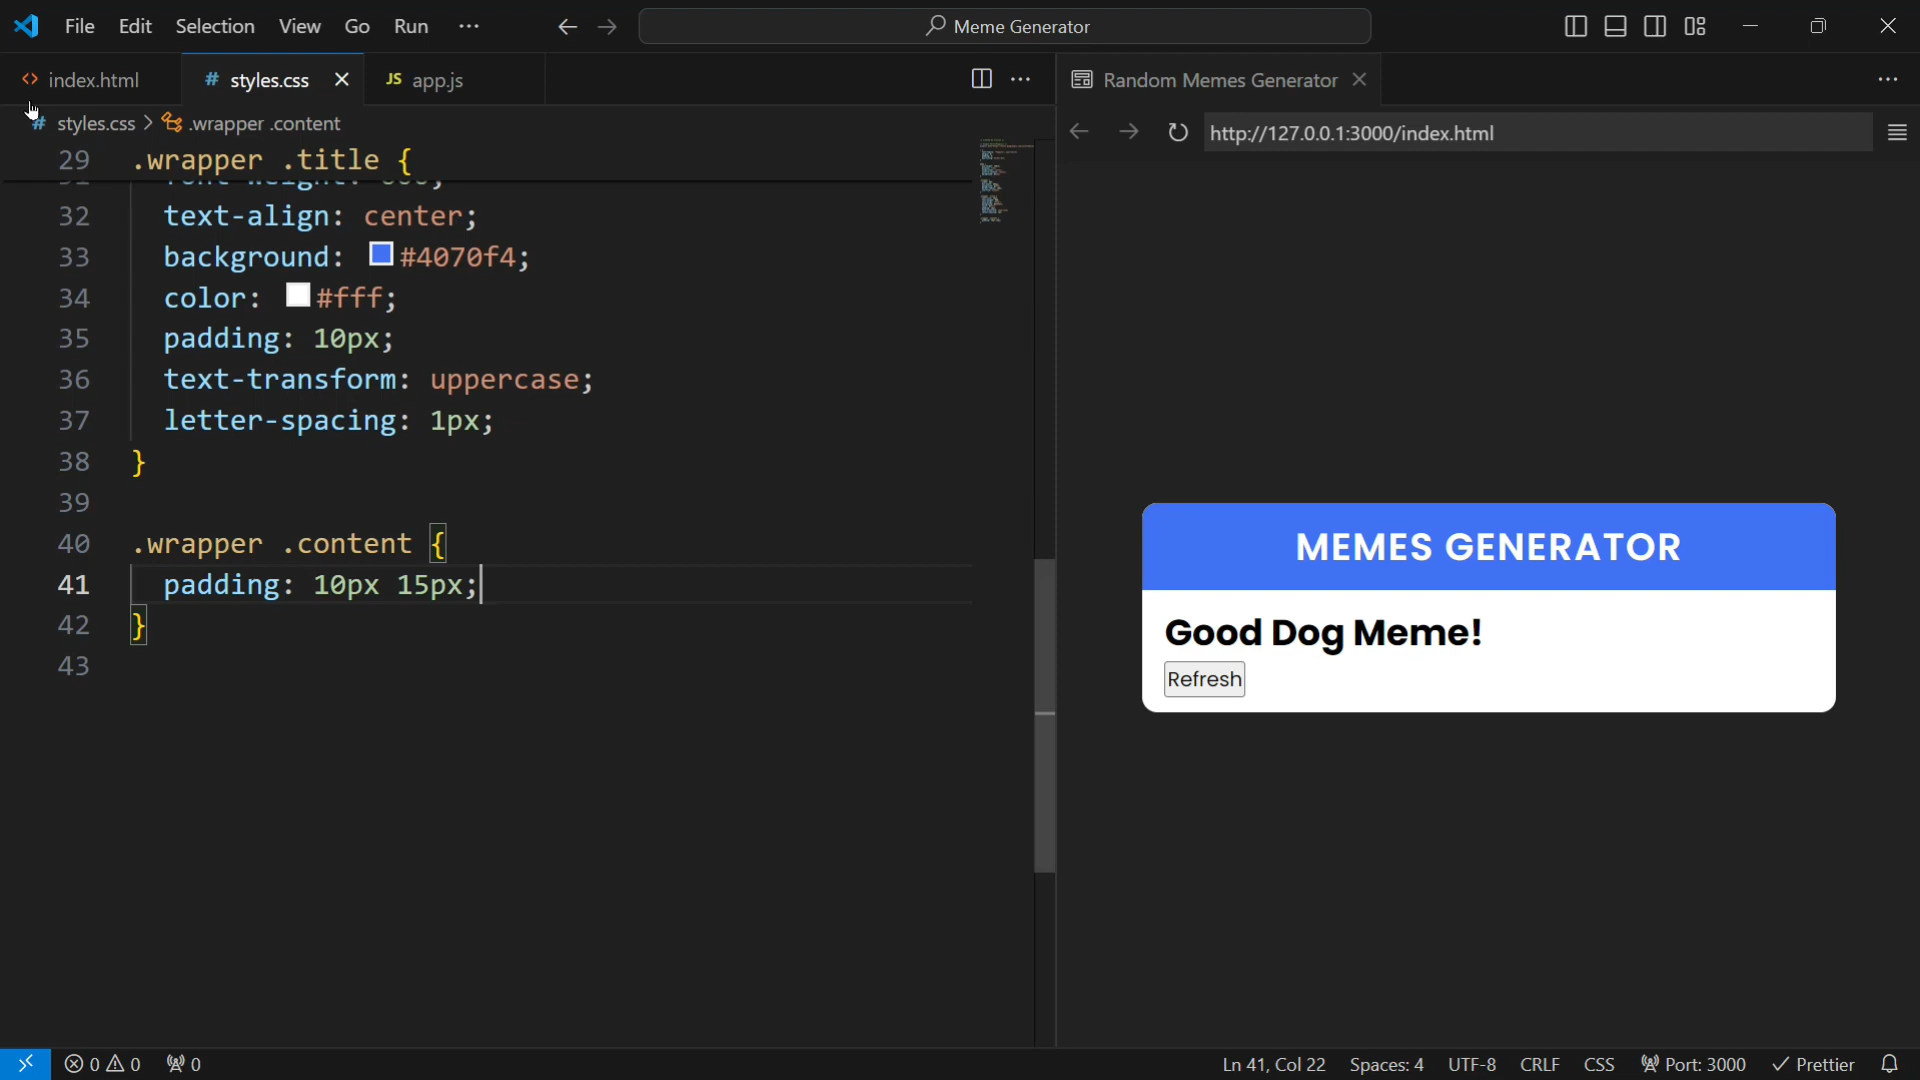 File Edit Selection View Go Run ··· Meme Generator
index.html # styles.css JS app.js ···
Random Memes Generator ···
# styles.css > .wrapper .content
http://127.0.0.1:3000/index.html
29 .wrapper .title {
32 text-align: center;
33 background: #4070f4;
34 color: #fff;
35 padding: 10px;
36 text-transform: uppercase;
37 letter-spacing: 1px;
38 }
39
40 .wrapper .content {
41 padding: 10px 15px;
42 }
43
MEMES GENERATOR
Good Dog Meme!
Refresh
0 0 0 Ln 41, Col 22 Spaces: 4 UTF-8 CRLF CSS Port: 3000 Prettier